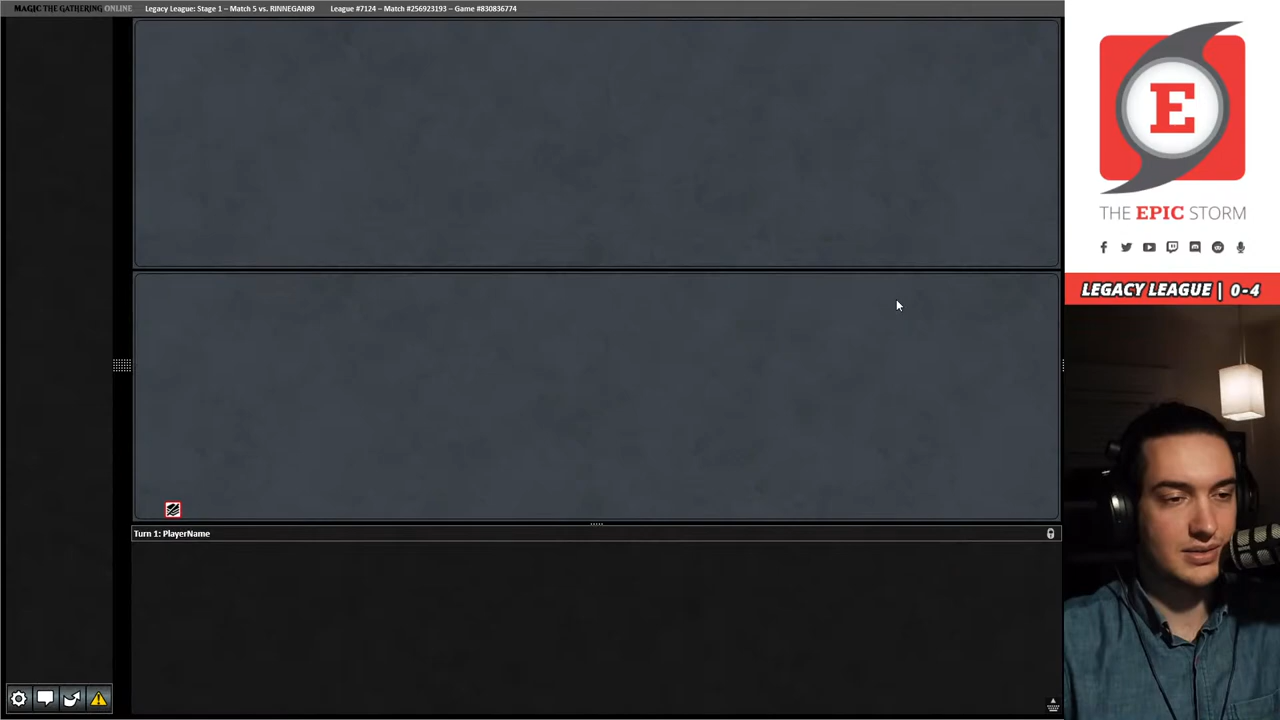 MAGIC THE GATHERING ONLINE
Legacy League: Stage 1 – Match 5 vs. RINNEGAN89
League #7124 – Match #256923193 – Game #830836774
E
THE EPIC STORM
LEGACY LEAGUE | 0-4
Turn 1: PlayerName